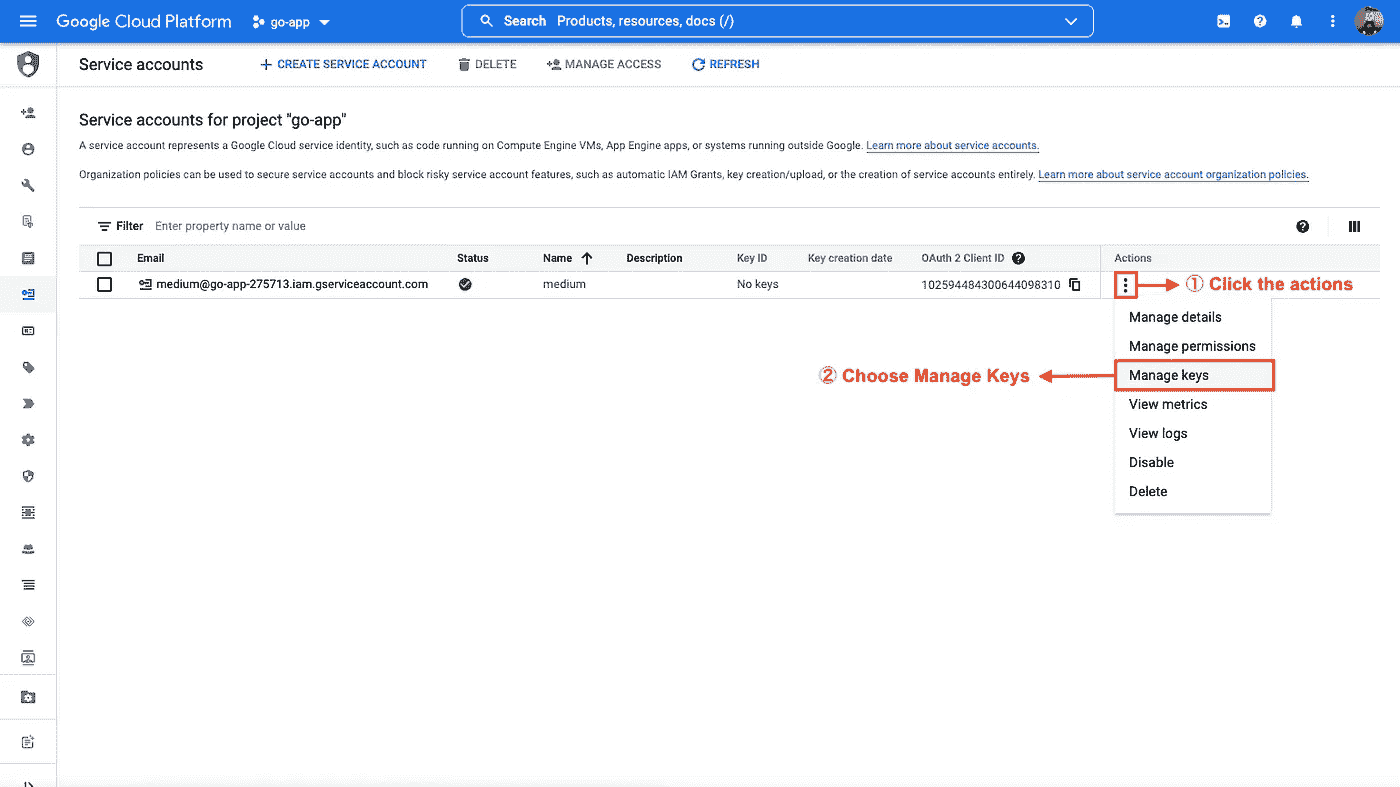 Google Cloud Platform go-app Search Products, resources, docs (/)
Service accounts CREATE SERVICE ACCOUNT DELETE MANAGE ACCESS REFRESH
Service accounts for project "go-app"
A service account represents a Google Cloud service identity, such as code running on Compute Engine VMs, App Engine apps, or systems running outside Google. Learn more about service accounts.
Organization policies can be used to secure service accounts and block risky service account features, such as automatic IAM Grants, key creation/upload, or the creation of service accounts entirely. Learn more about service account organization policies.
Filter Enter property name or value
Email Status Name Description Key ID Key creation date OAuth 2 Client ID Actions
medium@go-app-275713.iam.gserviceaccount.com medium No keys 102594484300644098310 ① Click the actions
Manage details
Manage permissions
② Choose Manage Keys Manage keys
View metrics
View logs
Disable
Delete